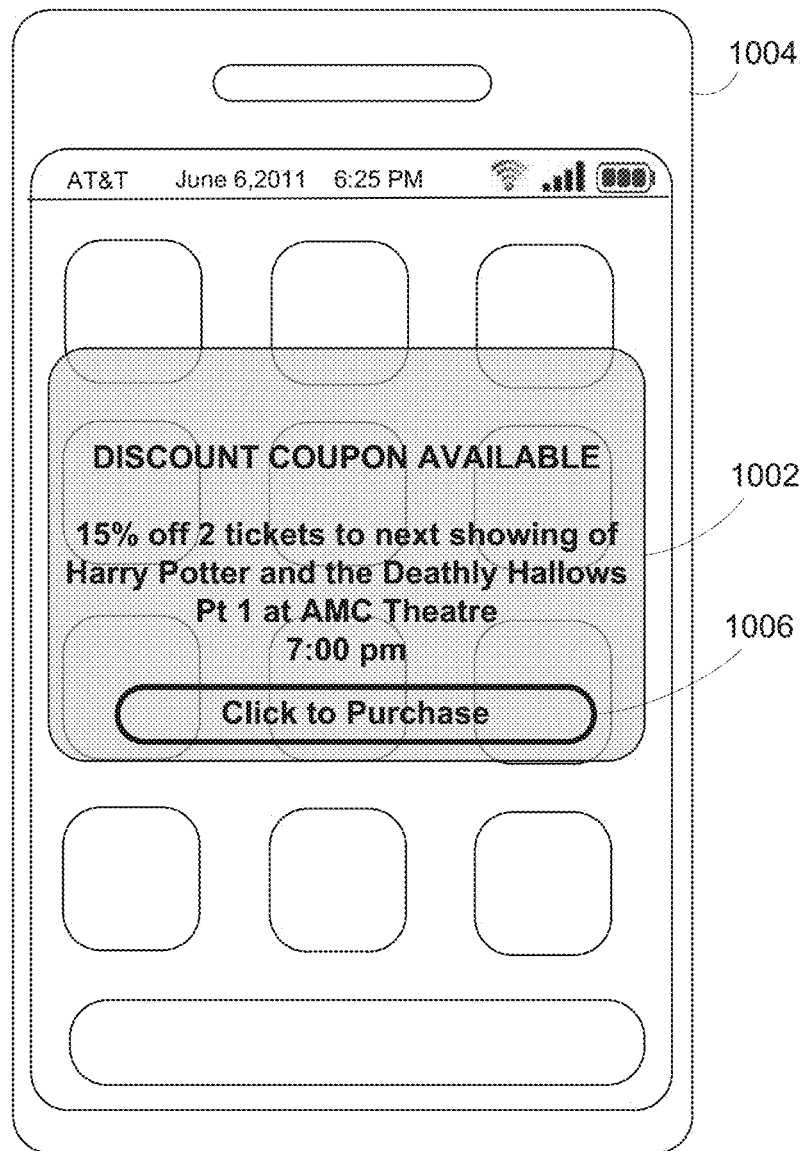 1004
AT&T June 6,2011 6:25 PM
DISCOUNT COUPON AVAILABLE
1002
15% off 2 tickets to next showing of
Harry Potter and the Deathly Hallows
Pt 1 at AMC Theatre
1006
7:00 pm
Click to Purchase